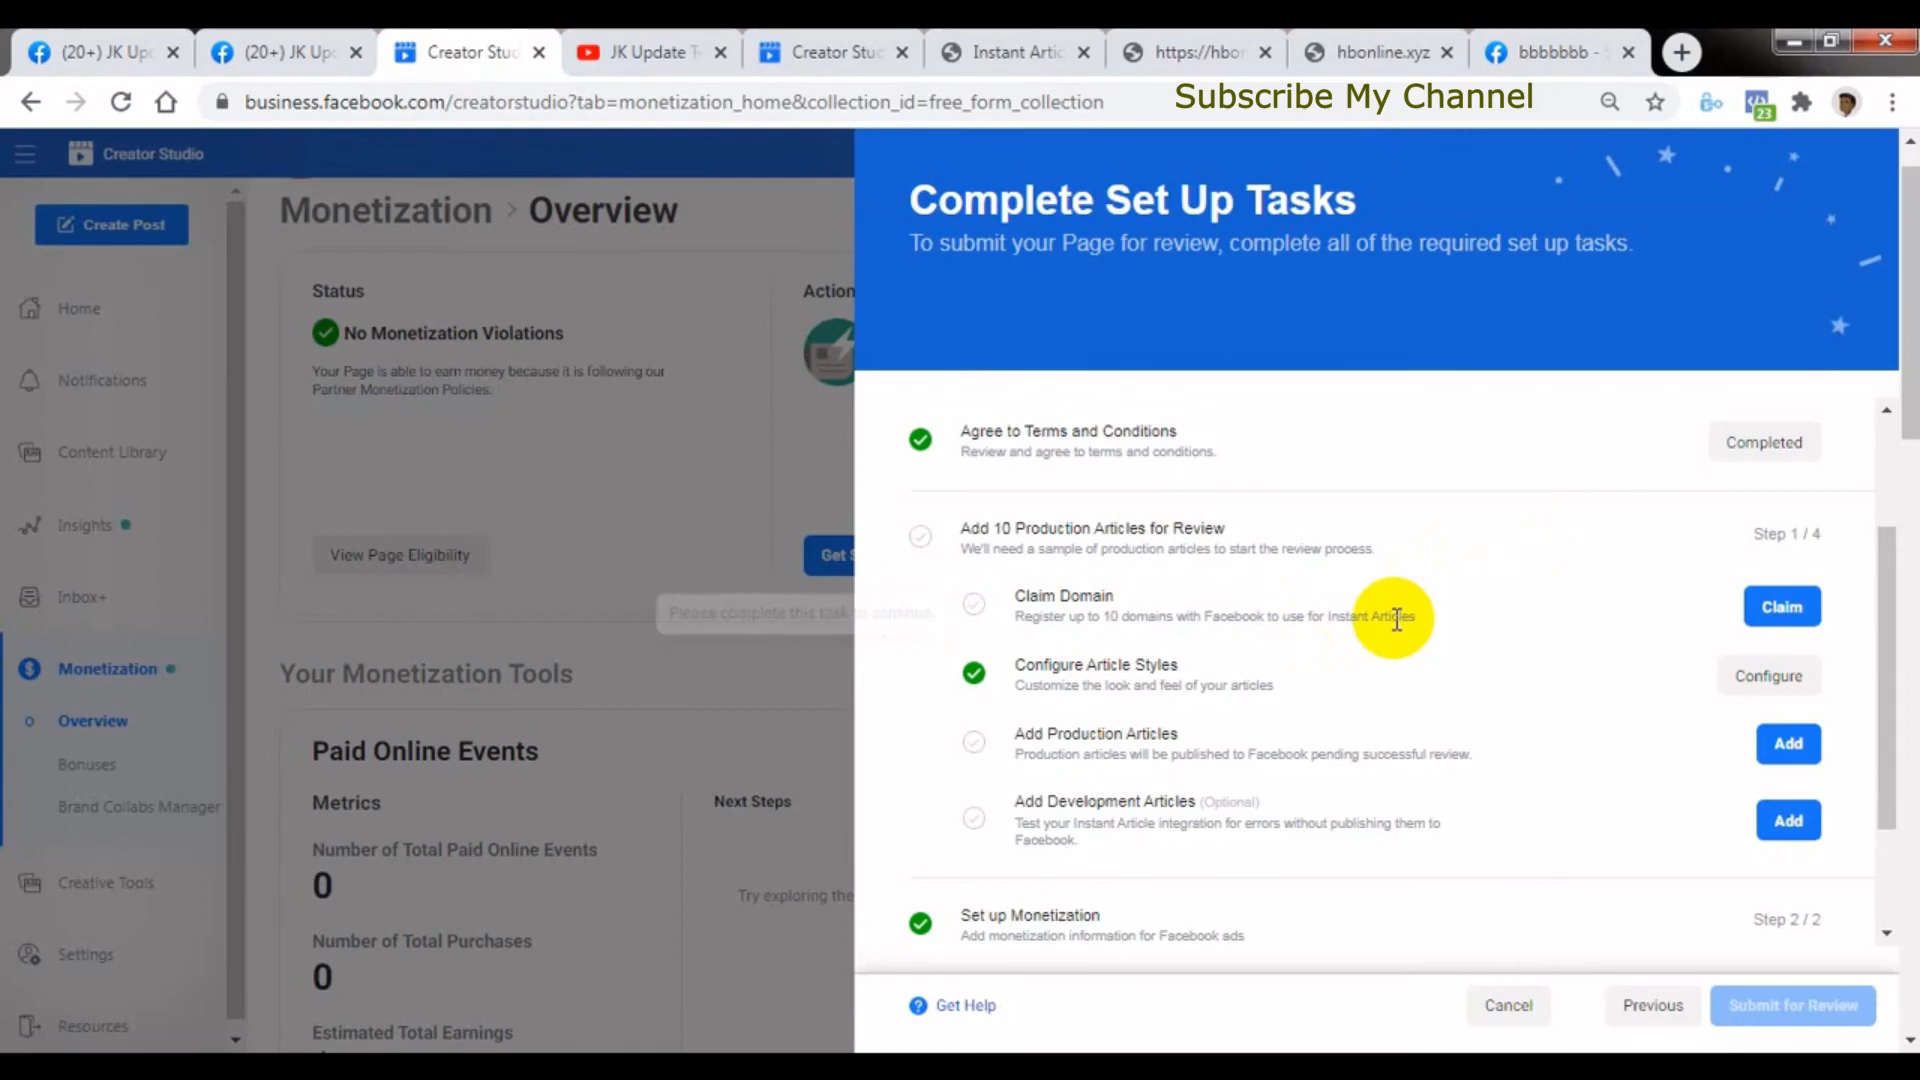 (20+) JK Up
(20+) JK Up
Creator Stu
JK Update T
Creator Stu
Instant Artic
https://hbo
hbonline.xyz
bbbbbbb -
business.facebook.com/creatorstudio?tab=monetization_home&collection_id=free_form_collection
Subscribe My Channel
23
Creator Studio
Create Post
Home
Notifications
Content Library
Insights
Inbox+
Monetization
Overview
Bonuses
Brand Collabs Manager
Creative Tools
Settings
Resources
Monetization > Overview
Status
No Monetization Violations
Your Page is able to earn money because it is following our
Partner Monetization Policies.
View Page Eligibility
Action
Get S
Please complete this task to continue.
Your Monetization Tools
Paid Online Events
Metrics
Number of Total Paid Online Events
0
Number of Total Purchases
0
Estimated Total Earnings
Next Steps
Try exploring the
Complete Set Up Tasks
To submit your Page for review, complete all of the required set up tasks.
Agree to Terms and Conditions
Review and agree to terms and conditions.
Completed
Add 10 Production Articles for Review
We'll need a sample of production articles to start the review process.
Step 1 / 4
Claim Domain
Register up to 10 domains with Facebook to use for Instant Articles
Claim
Configure Article Styles
Customize the look and feel of your articles
Configure
Add Production Articles
Production articles will be published to Facebook pending successful review.
Add
Add Development Articles (Optional)
Test your Instant Article integration for errors without publishing them to
Facebook.
Add
Set up Monetization
Add monetization information for Facebook ads
Step 2 / 2
Get Help
Cancel
Previous
Submit for Review